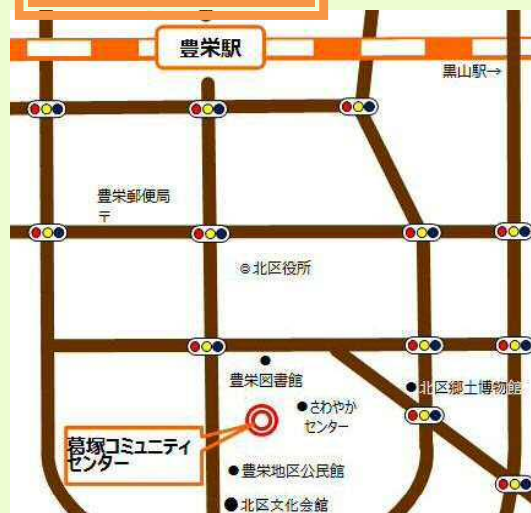 豊栄駅
黒山駅→
豊栄郵便局
〒
◎北区役所
豊栄図書館
●さわやか
センター
●北区郷土博物館
葛塚コミュニティ
センター
●豊栄地区公民館
●北区文化会館